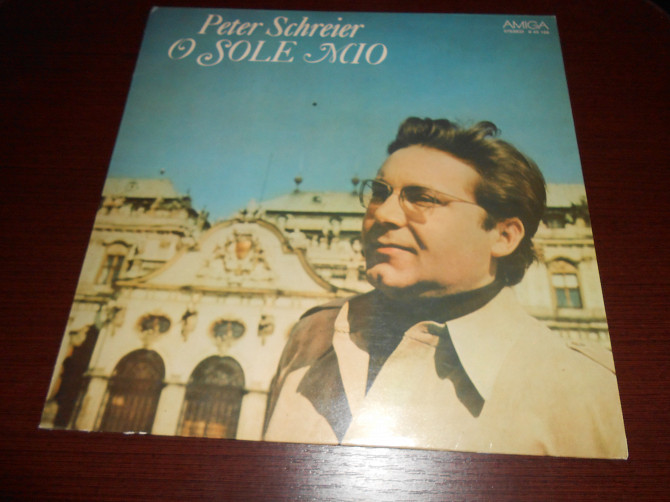 Peter Schreier
O SOLE MIO
AMIGA
STEREO